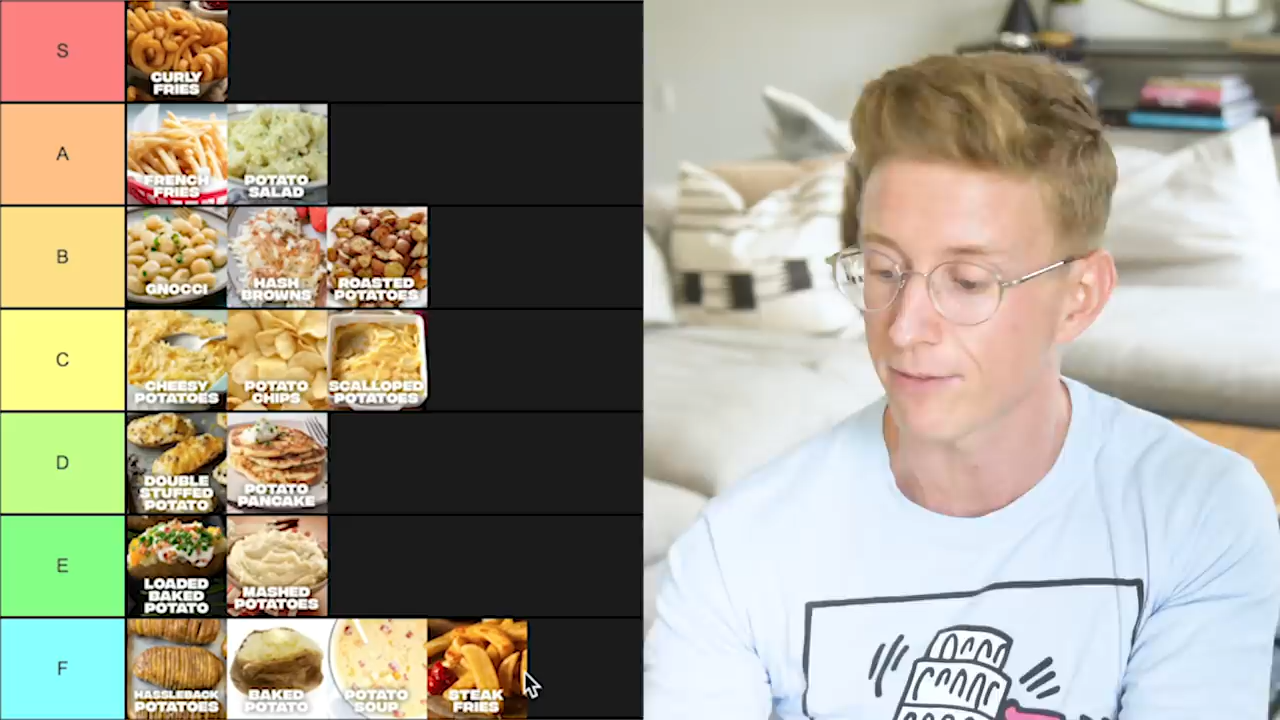 S
CURLY
FRIES
A
FRENCH
FRIES
POTATO
SALAD
B
GNOCCI
HASH
BROWNS
ROASTED
POTATOES
C
CHEESY
POTATOES
POTATO
CHIPS
SCALLOPED
POTATOES
D
DOUBLE
STUFFED
POTATO
POTATO
PANCAKE
E
LOADED
BAKED
POTATO
MASHED
POTATOES
F
HASSLEBACK
POTATOES
BAKED
POTATO
POTATO
SOUP
STEAK
FRIES